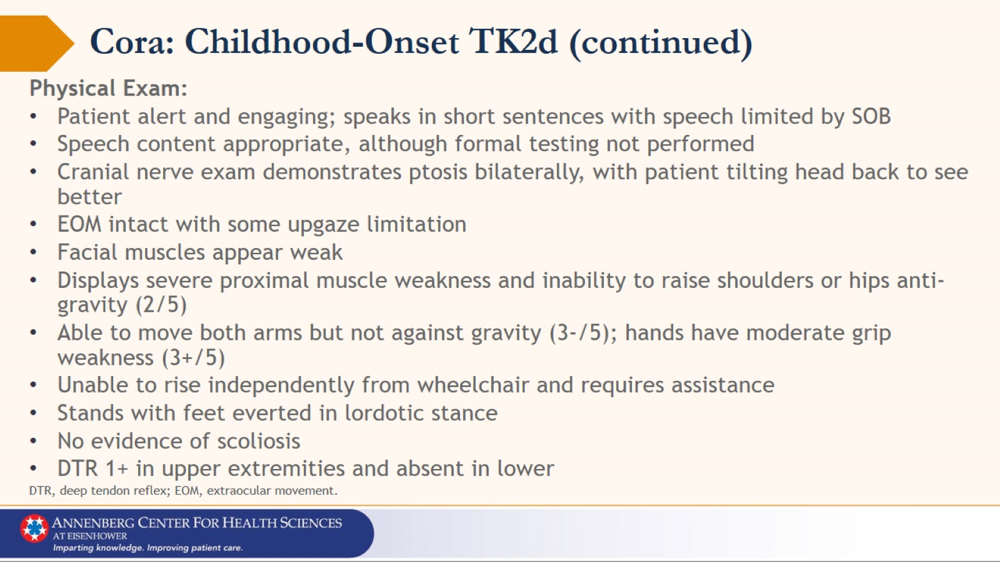 Cora: Childhood-Onset TK2d (continued)
Physical Exam:
• Patient alert and engaging; speaks in short sentences with speech limited by SOB
• Speech content appropriate, although formal testing not performed
• Cranial nerve exam demonstrates ptosis bilaterally, with patient tilting head back to see
better
• EOM intact with some upgaze limitation
• Facial muscles appear weak
• Displays severe proximal muscle weakness and inability to raise shoulders or hips anti-
gravity (2/5)
• Able to move both arms but not against gravity (3-/5); hands have moderate grip
weakness (3+/5)
• Unable to rise independently from wheelchair and requires assistance
• Stands with feet everted in lordotic stance
• No evidence of scoliosis
• DTR 1+ in upper extremities and absent in lower
DTR, deep tendon reflex; EOM, extraocular movement.
ANNENBERG CENTER FOR HEALTH SCIENCES
AT EISENHOWER
Imparting knowledge. Improving patient care.